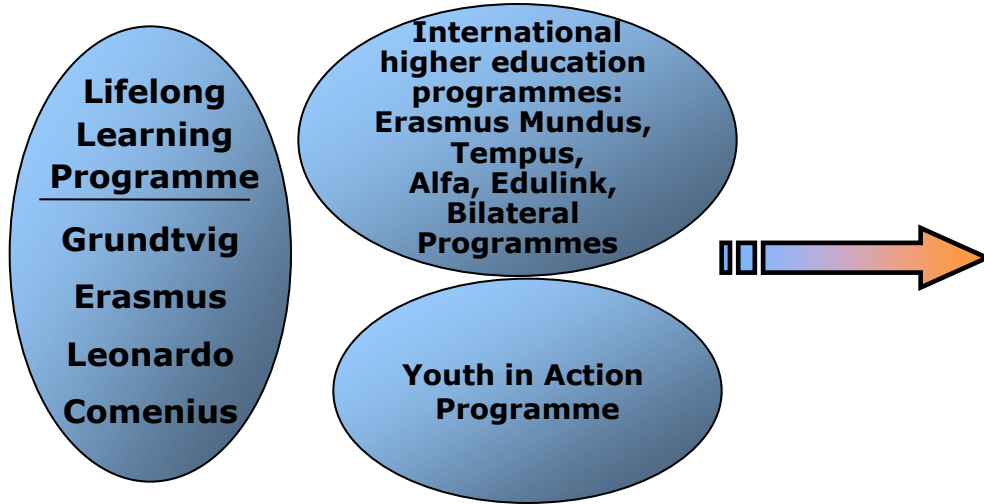 Lifelong
Learning
Programme
Grundtvig
Erasmus
Leonardo
Comenius
International
higher education
programmes:
Erasmus Mundus,
Tempus,
Alfa, Edulink,
Bilateral
Programmes
Youth in Action
Programme